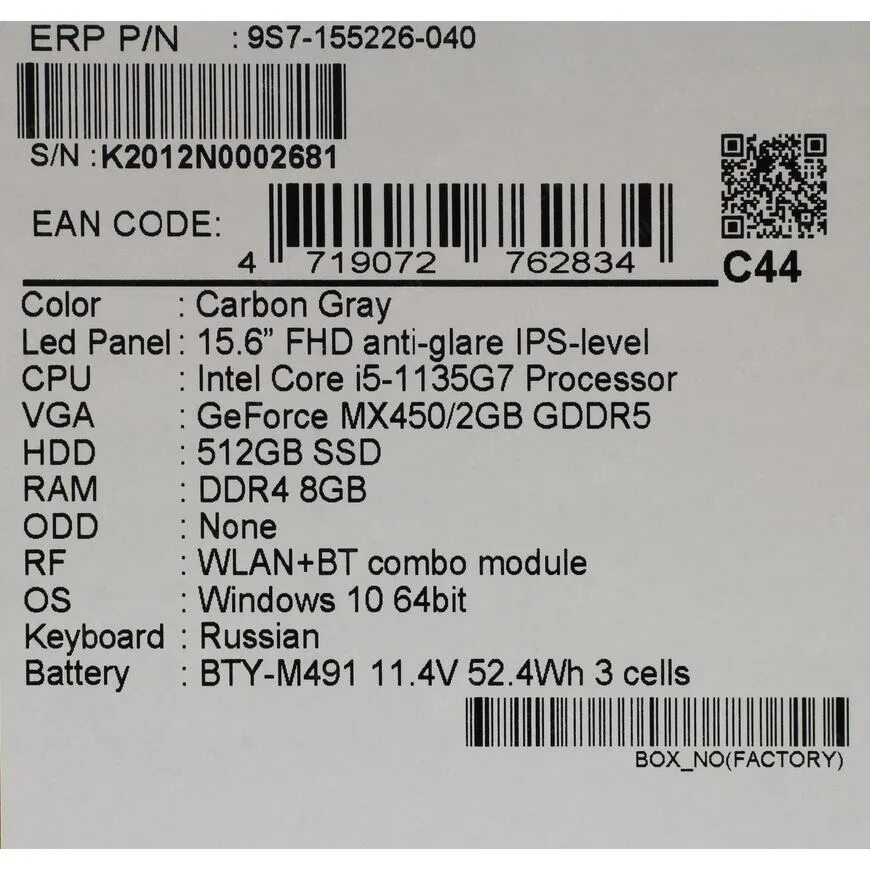 ERP P/N : 9S7-155226-040
S/N : K2012N0002681
EAN CODE:
4 719072 762834
C44
Color : Carbon Gray
Led Panel : 15.6” FHD anti-glare IPS-level
CPU : Intel Core i5-1135G7 Processor
VGA : GeForce MX450/2GB GDDR5
HDD : 512GB SSD
RAM : DDR4 8GB
ODD : None
RF : WLAN+BT combo module
OS : Windows 10 64bit
Keyboard : Russian
Battery : BTY-M491 11.4V 52.4Wh 3 cells
BOX_NO(FACTORY)